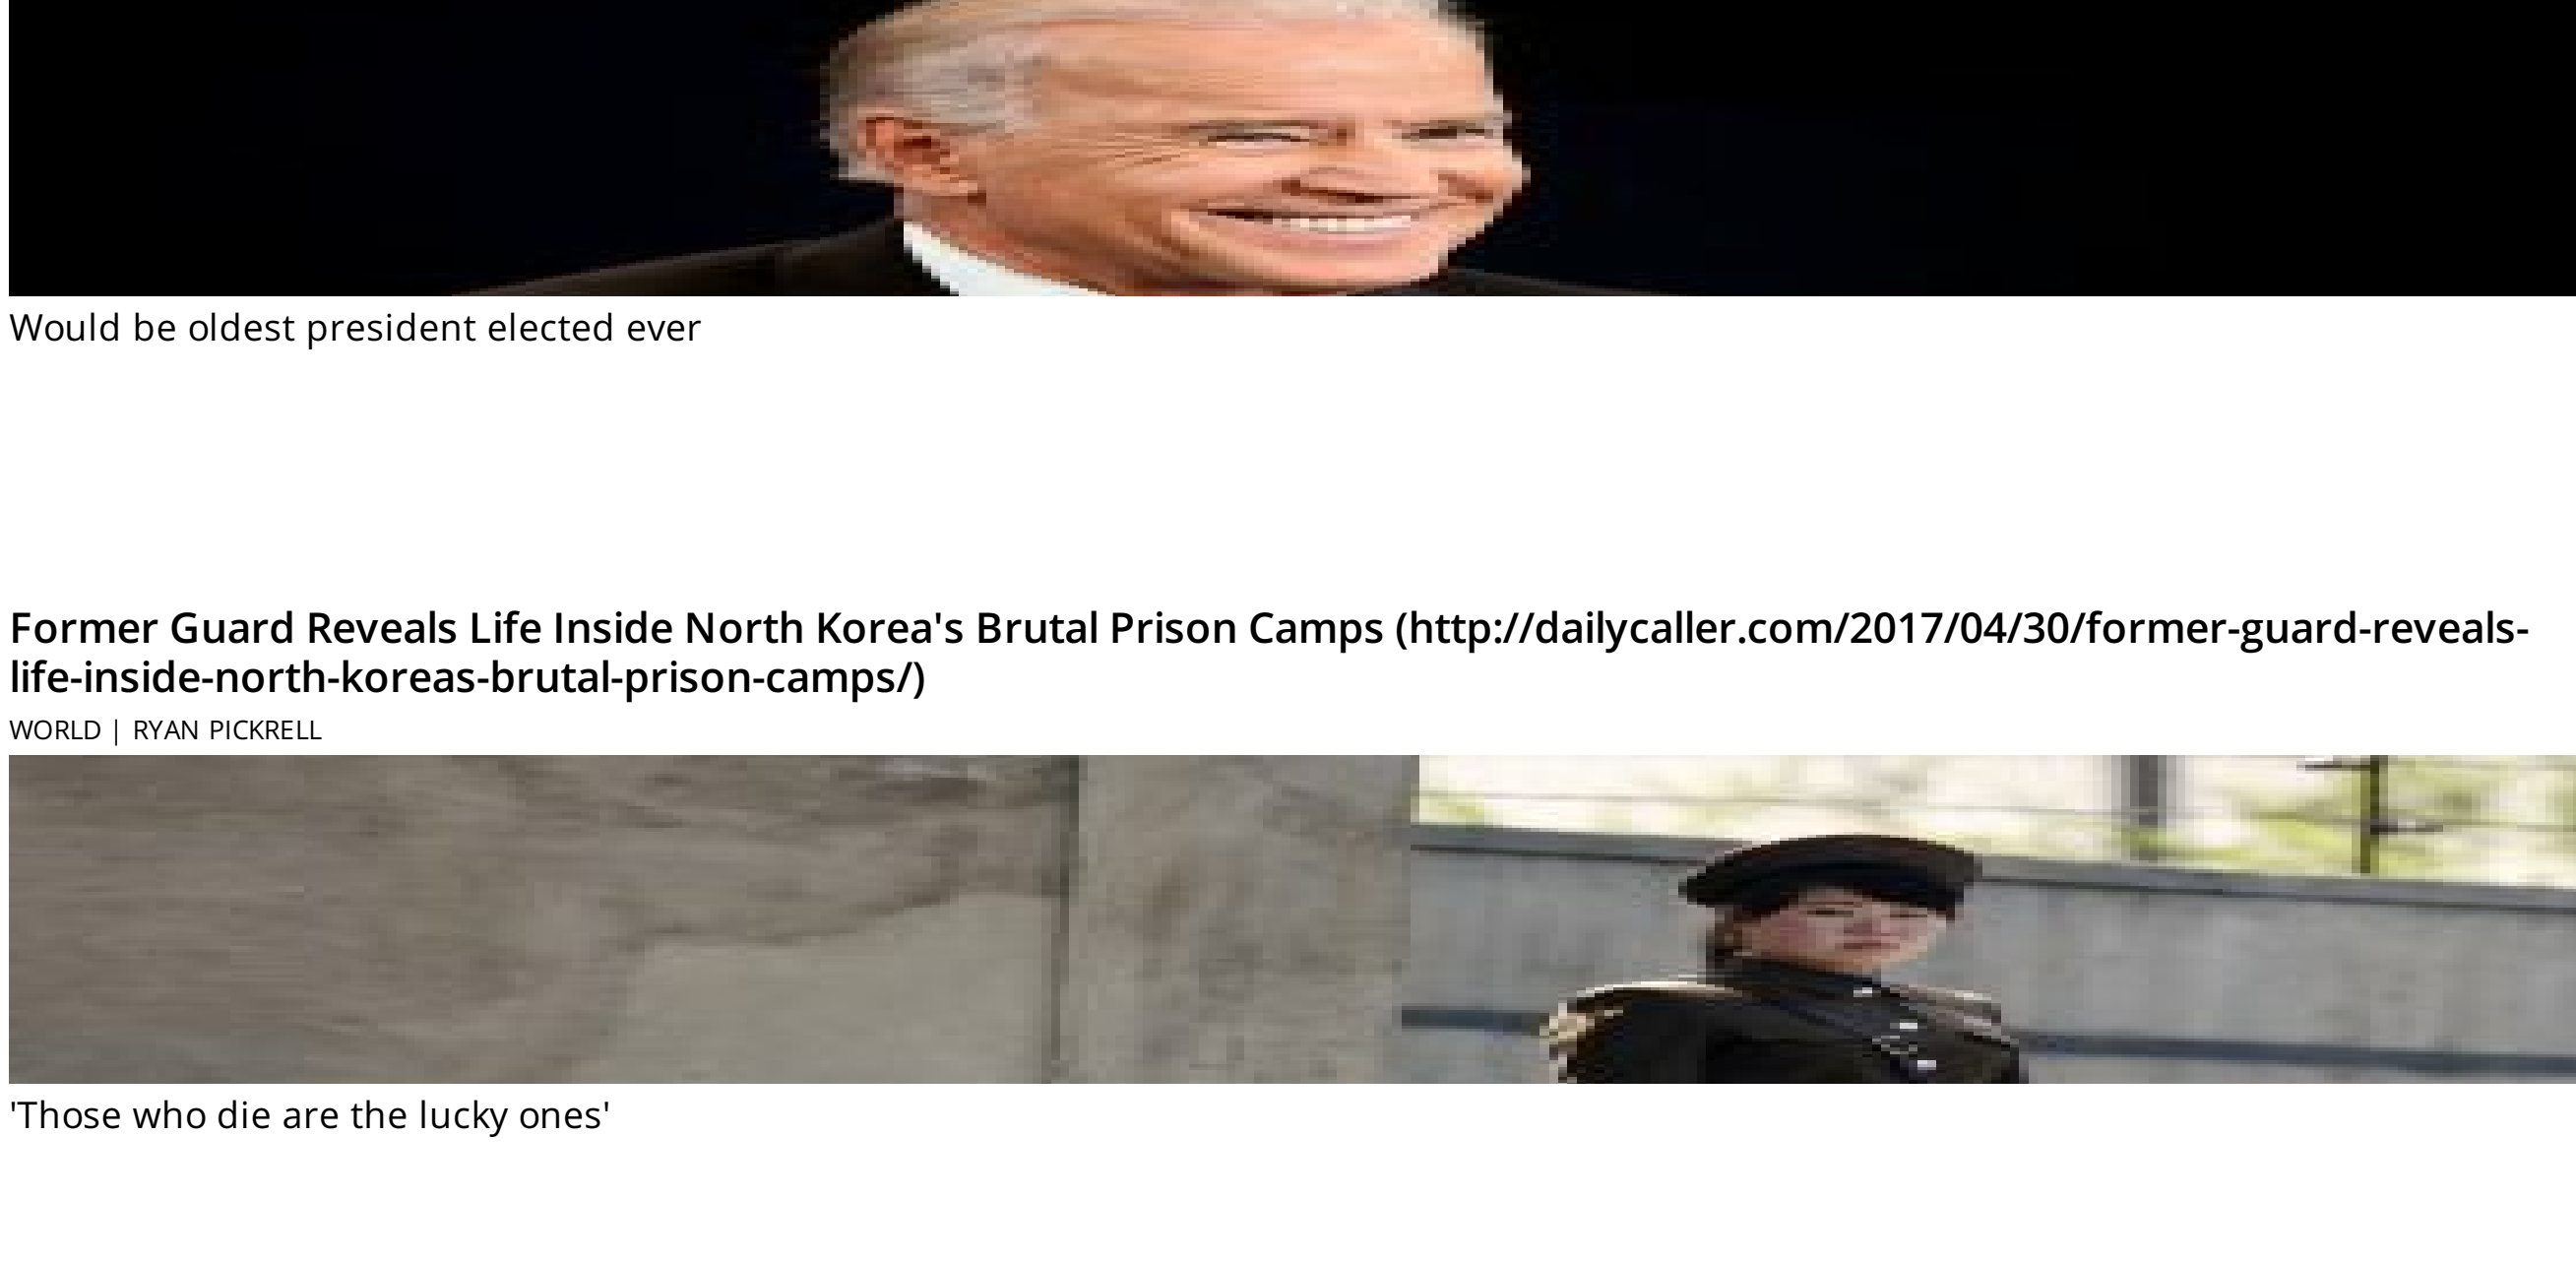 Would be oldest president elected ever
Former Guard Reveals Life Inside North Korea's Brutal Prison Camps (http://dailycaller.com/2017/04/30/former-guard-reveals-
life-inside-north-koreas-brutal-prison-camps/)
WORLD | RYAN PICKRELL
'Those who die are the lucky ones'